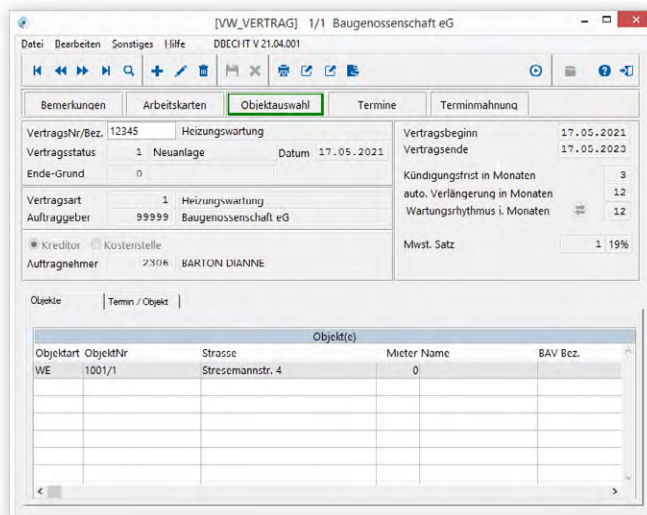 [VW_VERTRAG] 1/1 Baugenossenschaft eG
Datei Bearbeiten Sonstiges Hilfe DBECHT V 21.04.001
Bemerkungen Arbeitskarten Objektauswahl Termine Terminmahnung
VertragsNr/Bez. 12345 Heizungswartung
Vertragsstatus 1 Neuanlage Datum 17.05.2021
Ende-Grund 0
Vertragsart 1 Heizungswartung
Auftraggeber 99999 Baugenossenschaft eG
Kreditor Kostenstelle
Auftragnehmer 2306 BARTON DIANNE
Vertragsbeginn 17.05.2021
Vertragsende 17.05.2023
Kündigungsfrist in Monaten 3
auto. Verlängerung in Monaten 12
Wartungsrhythmus i. Monaten 12
Mwst. Satz 1 19%
Objekte Termin / Objekt
Objekt(e)
Objektart ObjektNr Strasse Mieter Name BAV Bez.
WE 1001/1 Stresemannstr. 4 0